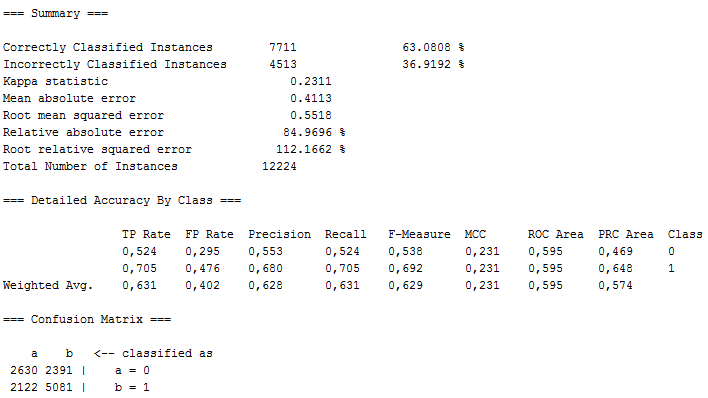 === Summary ===
Correctly Classified Instances 7711 63.0808 %
Incorrectly Classified Instances 4513 36.9192 %
Kappa statistic 0.2311
Mean absolute error 0.4113
Root mean squared error 0.5518
Relative absolute error 84.9696 %
Root relative squared error 112.1662 %
Total Number of Instances 12224
=== Detailed Accuracy By Class ===
TP Rate FP Rate Precision Recall F-Measure MCC ROC Area PRC Area Class
0,524 0,295 0,553 0,524 0,538 0,231 0,595 0,469 0
0,705 0,476 0,680 0,705 0,692 0,231 0,595 0,648 1
Weighted Avg. 0,631 0,402 0,628 0,631 0,629 0,231 0,595 0,574
=== Confusion Matrix ===
a b <-- classified as
2630 2391 | a = 0
2122 5081 | b = 1